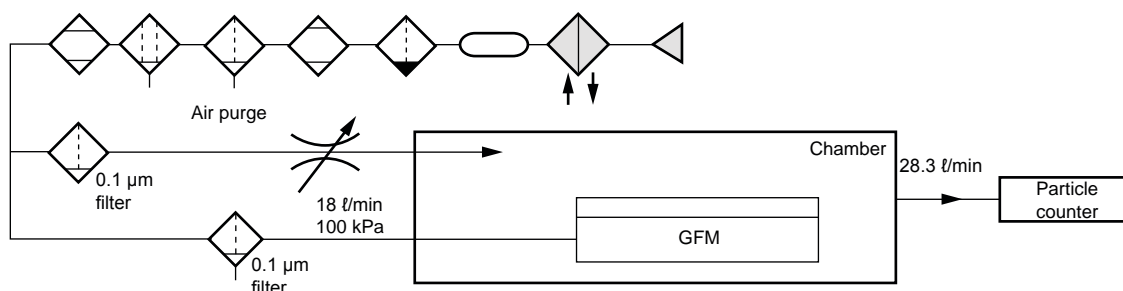 Air purge
Chamber
28.3 ℓ/min
Particle
counter
0.1 μm
filter
18 ℓ/min
100 kPa
GFM
0.1 μm
filter